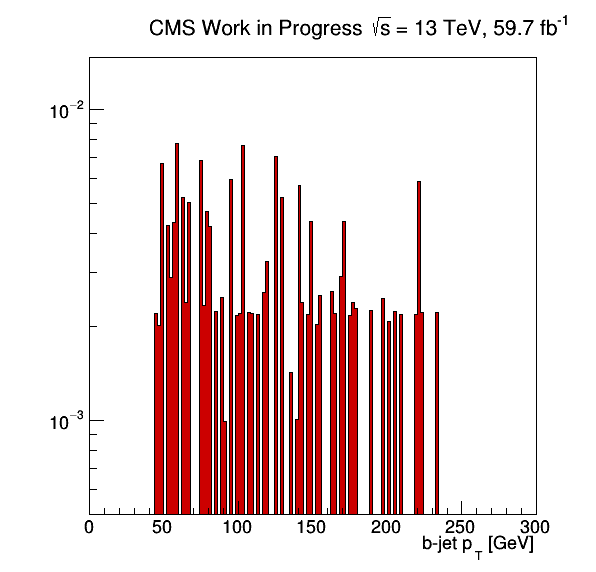 CMS Work in Progress √s = 13 TeV, 59.7 fb⁻¹
10⁻²
10⁻³
0 50 100 150 200 250 300
b-jet p_T [GeV]